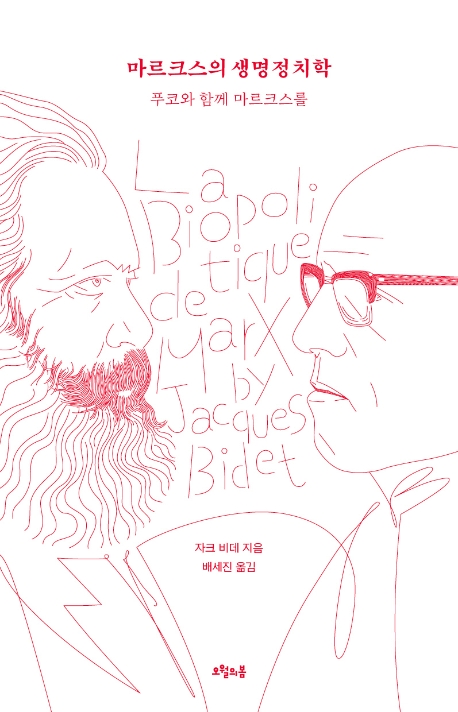 마르크스의 생명정치학
푸코와 함께 마르크스를
La
Biopoli
tique
de
Marx
by
Jacques
Bidet
자크 비데 지음
배세진 옮김
오월의봄